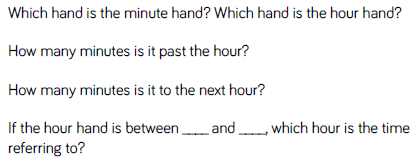 Which hand is the minute hand? Which hand is the hour hand?
How many minutes is it past the hour?
How many minutes is it to the next hour?
If the hour hand is between ____ and ____, which hour is the time
referring to?